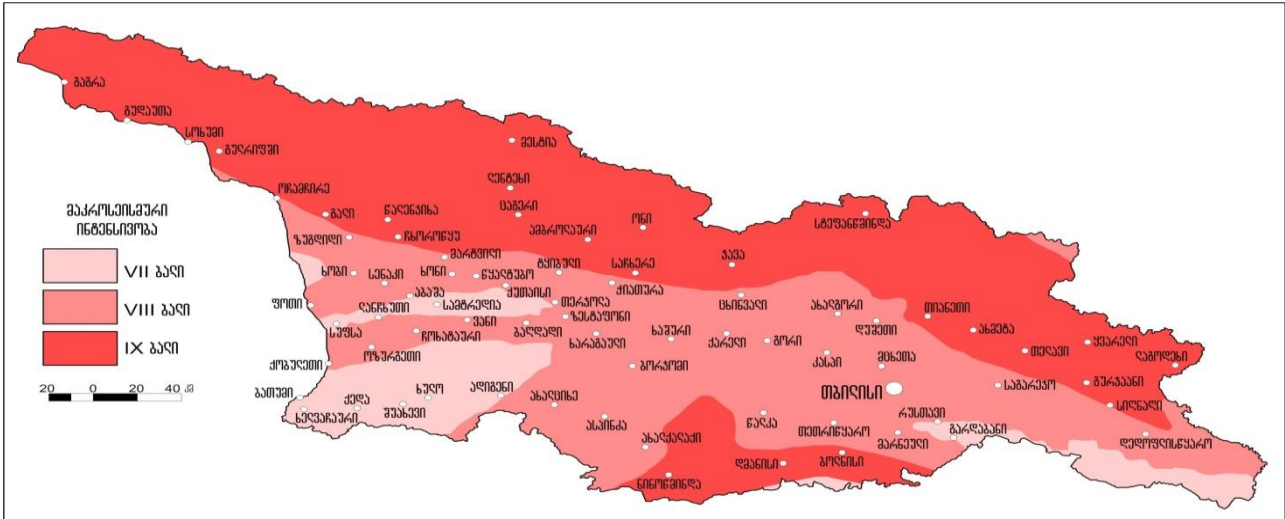 გაგრა
გუდაუთა
სოხუმი
გულრიფში
მესტია
ოჩამჩირე
ლენტეხი
მაკროსეისმური
ინტენსივობა
VII ბალი
VIII ბალი
IX ბალი
20 0 20 40 კმ
გალი
წალენჯიხა
ცაგერი
ონი
სტეფანწმინდა
ზუგდიდი
ჩხოროწყუ
ამბროლაური
მარტვილი
ხობი
სენაკი
ხონი
წყალტუბო
ტყიბული
საჩხერე
ჯავა
ქუთაისი
ჭიათურა
ფოთი
აბაშა
სამტრედია
თერჯოლა
ცხინვალი
ახალგორი
თიანეთი
ლანჩხუთი
ზესტაფონი
დუშეთი
ახმეტა
სუფსა
ჩოხატაური
ვანი
ბაღდადი
ხარაგაული
ხაშური
ქარელი
გორი
ყვარელი
ოზურგეთი
კასპი
მცხეთა
თელავი
ლაგოდეხი
ქობულეთი
ბორჯომი
თბილისი
საგარეჯო
გურჯაანი
ბათუმი
ქედა
ხულო
ადიგენი
ახალციხე
სიღნაღი
ხელვაჩაური
შუახევი
ასპინძა
წალკა
თეთრიწყარო
რუსთავი
გარდაბანი
მარნეული
დედოფლისწყარო
ახალქალაქი
დმანისი
ბოლნისი
ნინოწმინდა